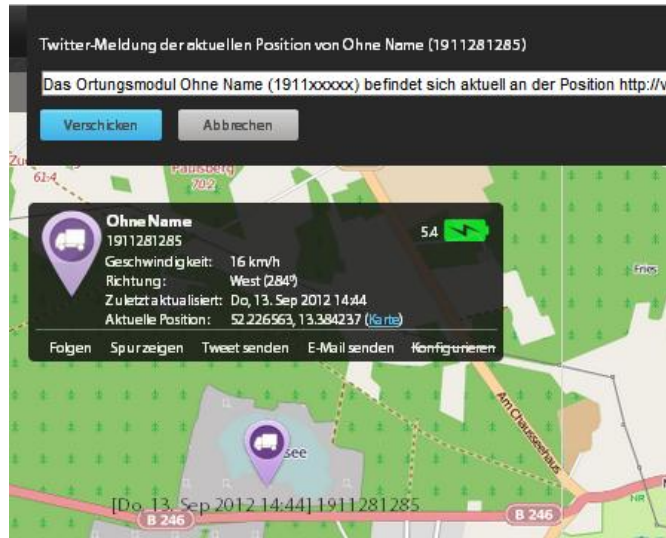 Twitter-Meldung der aktuellen Position von Ohne Name (1911281285)
Das Ortungsmodul Ohne Name (1911xxxxx) befindet sich aktuell an der Position http://v
Verschicken Abbrechen
Paulsberg
61.4
70.2
Ohne Name
1911281285
5.4
Geschwindigkeit: 16 km/h
Richtung: West (284°)
Zuletzt aktualisiert: Do, 13. Sep 2012 14:44
Aktuelle Position: 52.226563, 13.384237 (Karte)
Folgen Spur zeigen Tweet senden E-Mail senden Konfigurieren
Fries
Am Chausseehaus
see
[Do, 13. Sep 2012 14:44] 1911281285
B 246
B 246
NR